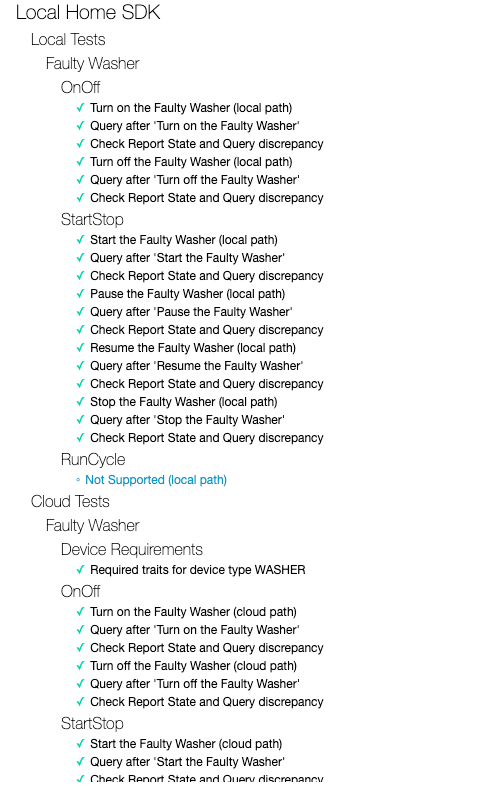 Local Home SDK
Local Tests
Faulty Washer
OnOff
✓ Turn on the Faulty Washer (local path)
✓ Query after 'Turn on the Faulty Washer'
✓ Check Report State and Query discrepancy
✓ Turn off the Faulty Washer (local path)
✓ Query after 'Turn off the Faulty Washer'
✓ Check Report State and Query discrepancy
StartStop
✓ Start the Faulty Washer (local path)
✓ Query after 'Start the Faulty Washer'
✓ Check Report State and Query discrepancy
✓ Pause the Faulty Washer (local path)
✓ Query after 'Pause the Faulty Washer'
✓ Check Report State and Query discrepancy
✓ Resume the Faulty Washer (local path)
✓ Query after 'Resume the Faulty Washer'
✓ Check Report State and Query discrepancy
✓ Stop the Faulty Washer (local path)
✓ Query after 'Stop the Faulty Washer'
✓ Check Report State and Query discrepancy
RunCycle
◦ Not Supported (local path)
Cloud Tests
Faulty Washer
Device Requirements
✓ Required traits for device type WASHER
OnOff
✓ Turn on the Faulty Washer (cloud path)
✓ Query after 'Turn on the Faulty Washer'
✓ Check Report State and Query discrepancy
✓ Turn off the Faulty Washer (cloud path)
✓ Query after 'Turn off the Faulty Washer'
✓ Check Report State and Query discrepancy
StartStop
✓ Start the Faulty Washer (cloud path)
✓ Query after 'Start the Faulty Washer'
✓ Check Report State and Query discrepancy